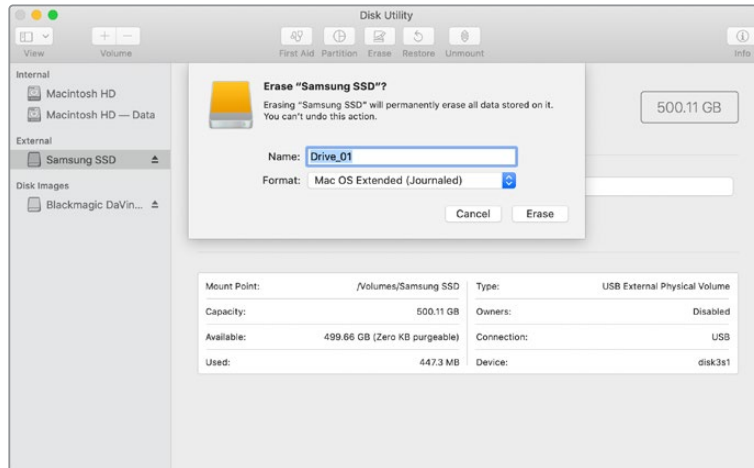 Disk Utility
View
Volume
First Aid Partition Erase Restore Unmount
Info
Internal
Macintosh HD
Macintosh HD — Data
External
Samsung SSD
Disk Images
Blackmagic DaVin...
Erase “Samsung SSD”?
Erasing “Samsung SSD” will permanently erase all data stored on it.
You can’t undo this action.
Name: Drive_01
Format: Mac OS Extended (Journaled)
Cancel Erase
500.11 GB
Mount Point: /Volumes/Samsung SSD Type: USB External Physical Volume
Capacity: 500.11 GB Owners: Disabled
Available: 499.66 GB (Zero KB purgeable) Connection: USB
Used: 447.3 MB Device: disk3s1